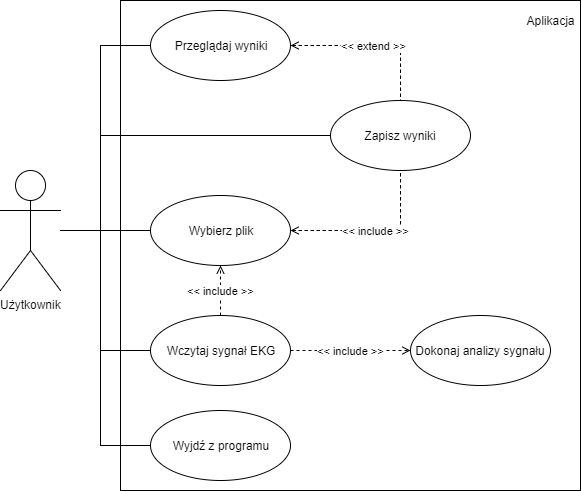 Aplikacja
Przeglądaj wyniki
<< extend >>
Zapisz wyniki
Wybierz plik
<< include >>
Użytkownik
<< include >>
Wczytaj sygnał EKG
<< include >>
Dokonaj analizy sygnału
Wyjdź z programu